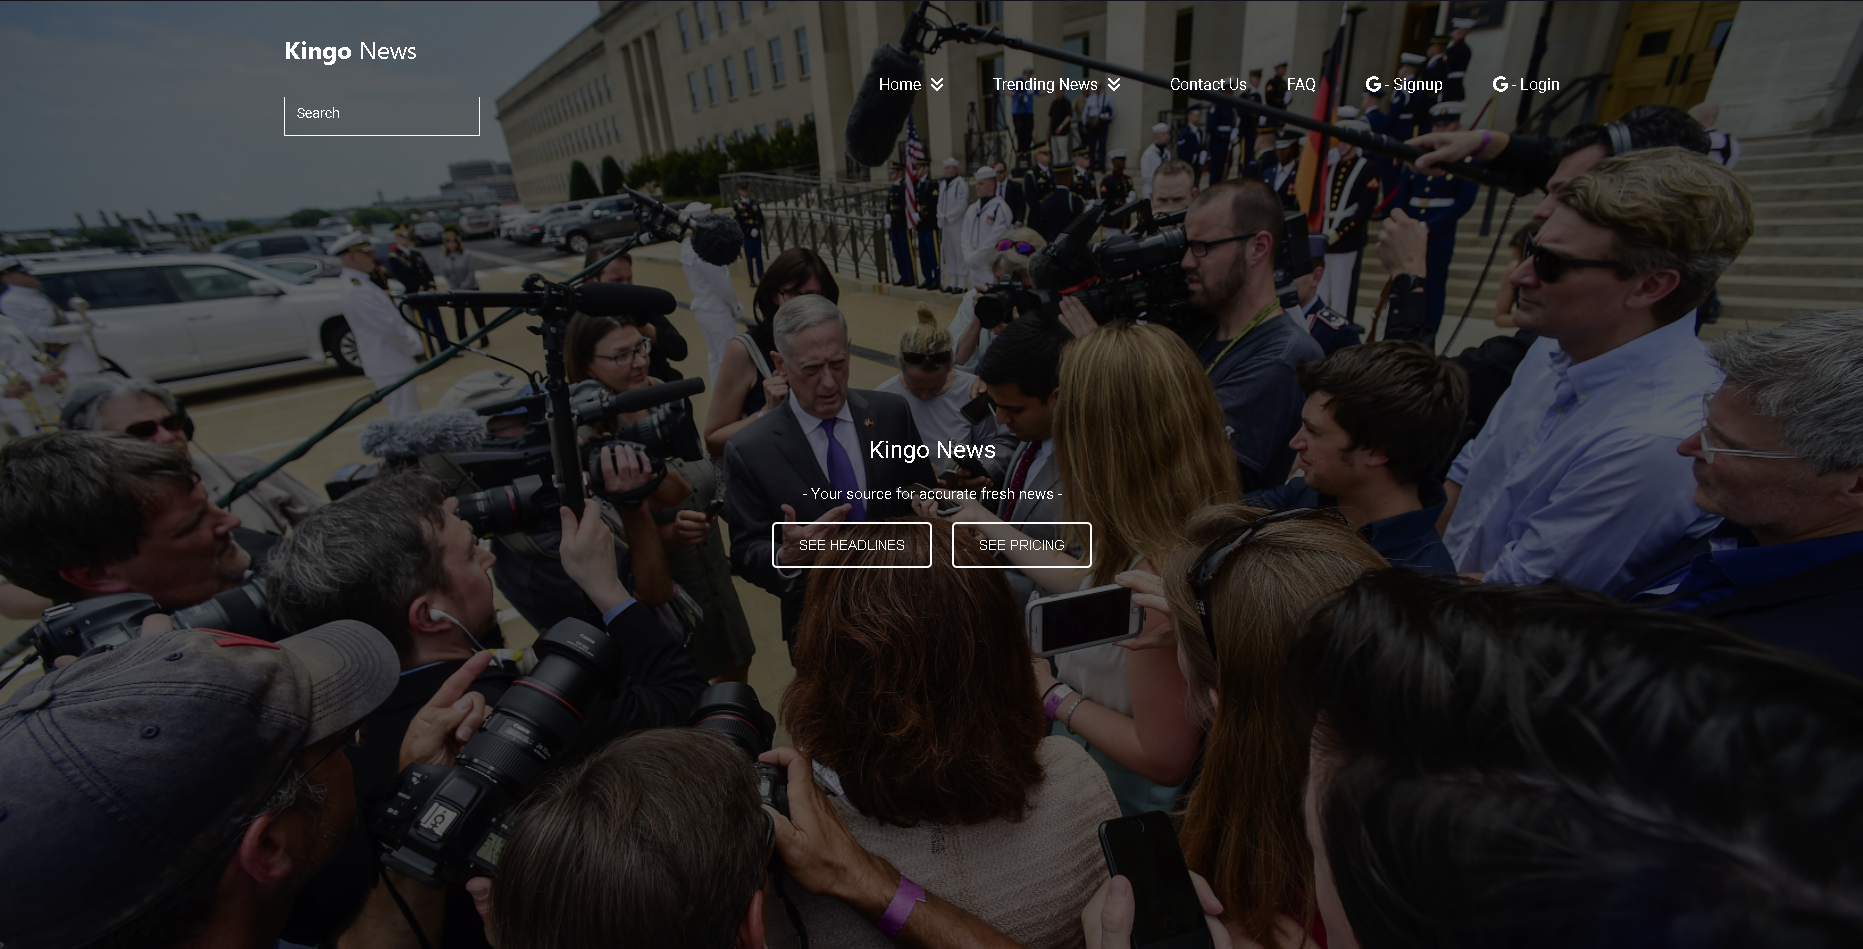 Kingo News
Home
Trending News
Contact Us
FAQ
G - Signup
G - Login
Search
Kingo News
- Your source for accurate fresh news -
SEE HEADLINES
SEE PRICING